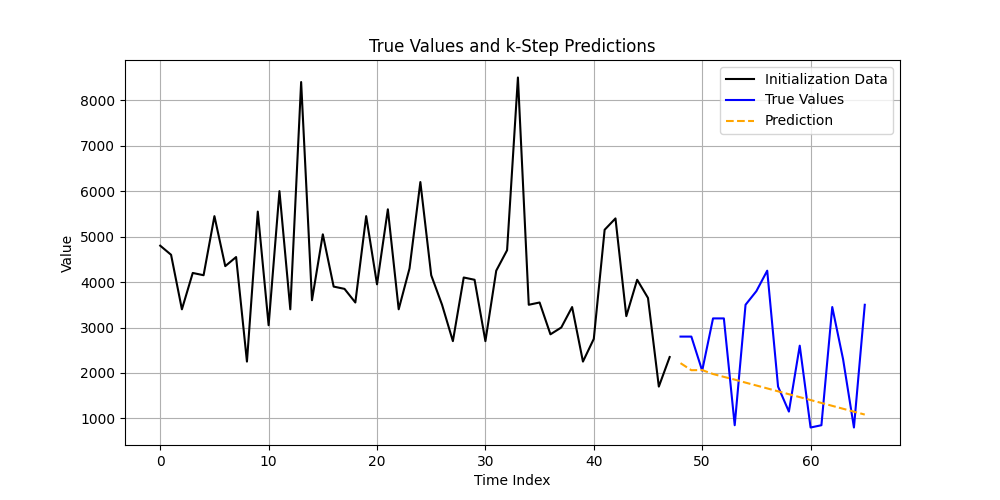 True Values and k-Step Predictions
Initialization Data
True Values
Prediction
Value
8000
7000
6000
5000
4000
3000
2000
1000
0 10 20 30 40 50 60
Time Index